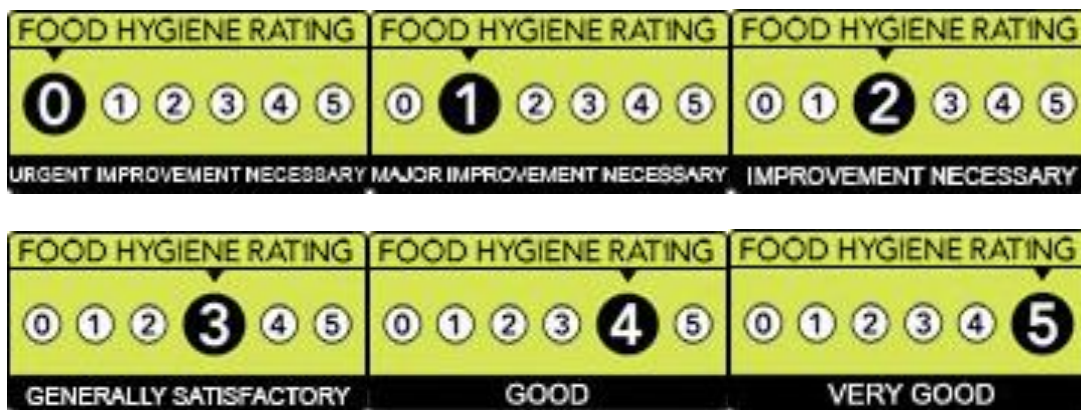 FOOD HYGIENE RATING
0 1 2 3 4 5
URGENT IMPROVEMENT NECESSARY
FOOD HYGIENE RATING
0 1 2 3 4 5
MAJOR IMPROVEMENT NECESSARY
FOOD HYGIENE RATING
0 1 2 3 4 5
IMPROVEMENT NECESSARY
FOOD HYGIENE RATING
0 1 2 3 4 5
GENERALLY SATISFACTORY
FOOD HYGIENE RATING
0 1 2 3 4 5
GOOD
FOOD HYGIENE RATING
0 1 2 3 4 5
VERY GOOD